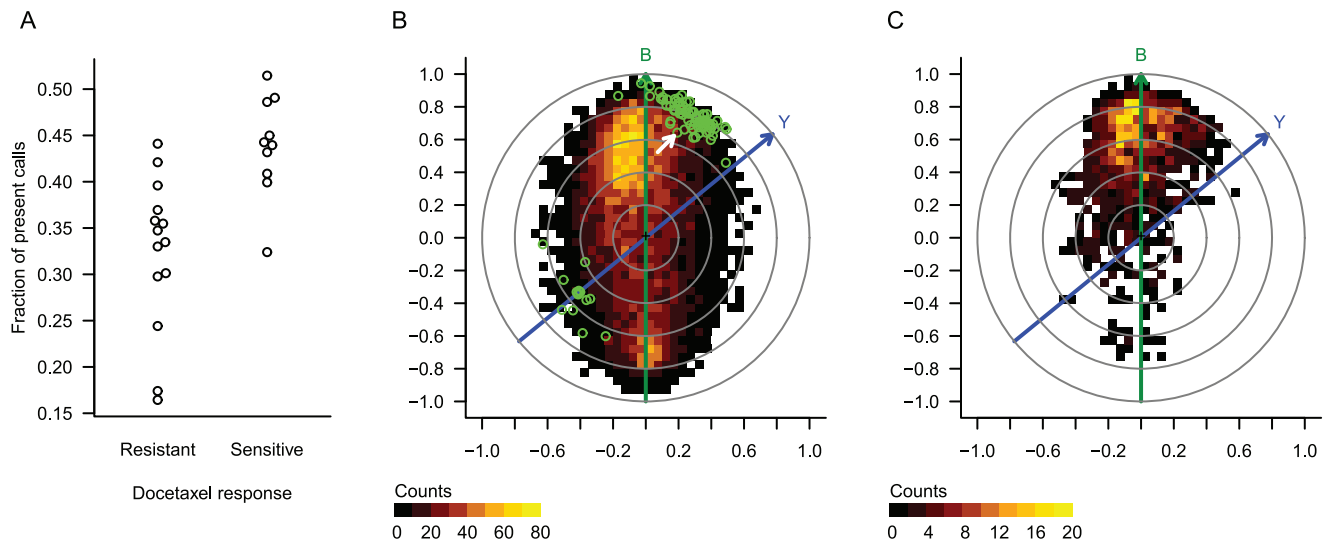 A
Fraction of present calls
0.50
0.45
0.40
0.35
0.30
0.25
0.20
0.15
Resistant Sensitive
Docetaxel response
B
B
Y
1.0
0.8
0.6
0.4
0.2
0.0
−0.2
−0.4
−0.6
−0.8
−1.0
−1.0 −0.6 −0.2 0.2 0.6 1.0
Counts
0 20 40 60 80
C
B
Y
1.0
0.8
0.6
0.4
0.2
0.0
−0.2
−0.4
−0.6
−0.8
−1.0
−1.0 −0.6 −0.2 0.2 0.6 1.0
Counts
0 4 8 12 16 20